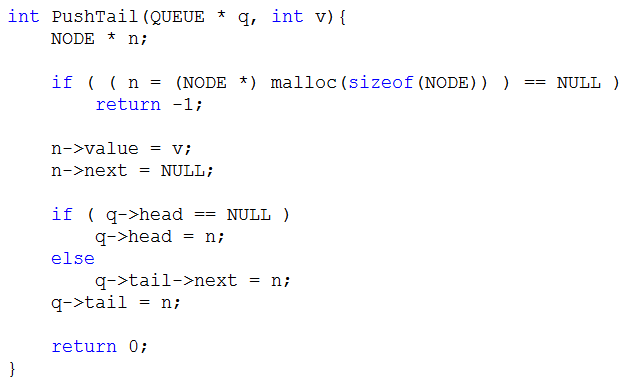 int PushTail(QUEUE * q, int v){
    NODE * n;

    if ( ( n = (NODE *) malloc(sizeof(NODE)) ) == NULL )
        return -1;

    n->value = v;
    n->next = NULL;

    if ( q->head == NULL )
        q->head = n;
    else
        q->tail->next = n;
    q->tail = n;

    return 0;
}